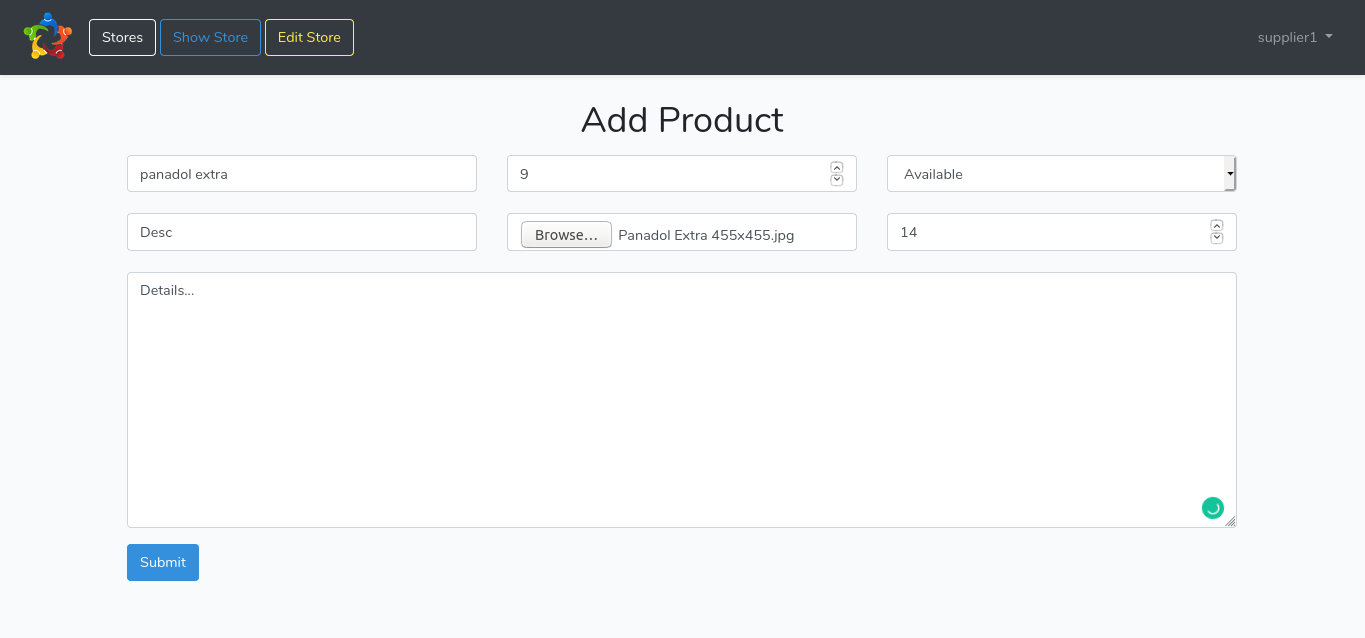 Stores Show Store Edit Store supplier1
Add Product
panadol extra 9 Available
Desc Browse... Panadol Extra 455x455.jpg 14
Details...
Submit